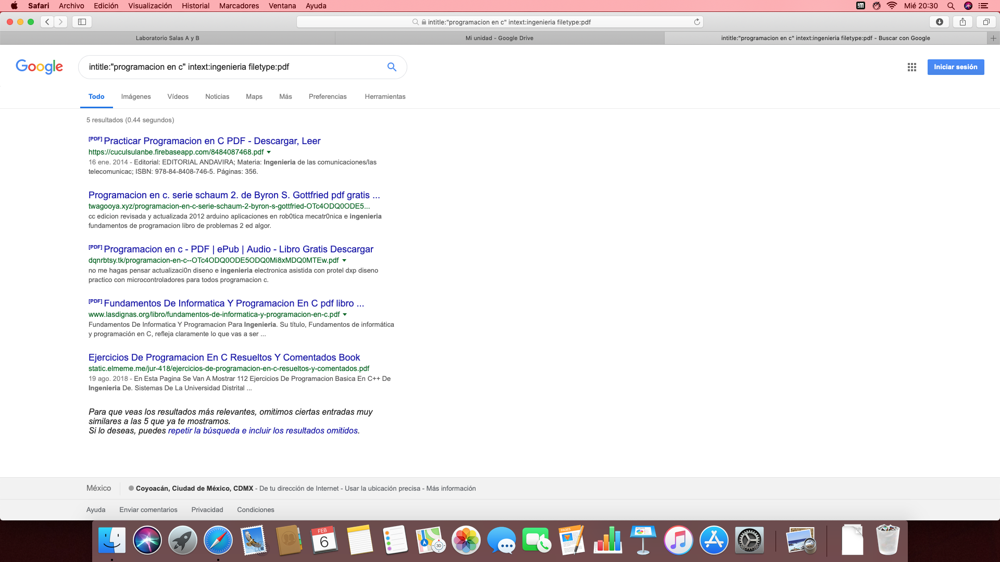 Safari Archivo Edición Visualización Historial Marcadores Ventana Ayuda
Mié 20:30
intitle:"programacion en c" intext:ingenieria filetype:pdf
Laboratorio Salas A y B
Mi unidad - Google Drive
intitle:"programacion en c" intext:ingenieria filetype:pdf - Buscar con Google
Google
intitle:"programacion en c" intext:ingenieria filetype:pdf
Iniciar sesión
Todo Imágenes Vídeos Noticias Maps Más Preferencias Herramientas
5 resultados (0.44 segundos)
[PDF] Practicar Programacion en C PDF - Descargar, Leer
https://cuculsulanbe.firebaseapp.com/8484087468.pdf
16 ene. 2014 - Editorial: EDITORIAL ANDAVIRA; Materia: Ingenieria de las comunicaciones/las
telecomunicac; ISBN: 978-84-8408-746-5. Páginas: 356.
Programacion en c. serie schaum 2. de Byron S. Gottfried pdf gratis ...
twagooya.xyz/programacion-en-c-serie-schaum-2-byron-s-gottfried-OTc4ODQ0ODE5...
cc edicion revisada y actualizada 2012 arduino aplicaciones en rob0tica mecatr0nica e ingenieria
fundamentos de programacion libro de problemas 2 ed algor.
[PDF] Programacion en c - PDF | ePub | Audio - Libro Gratis Descargar
dqnrbtsy.tk/programacion-en-c--OTc4ODQ0ODE5ODQ0Mi8xMDQ0MTEw.pdf
no me hagas pensar actualizaci0n diseno e ingenieria electronica asistida con protel dxp diseno
practico con microcontroladores para todos programacion c.
[PDF] Fundamentos De Informatica Y Programacion En C pdf libro ...
www.lasdignas.org/libro/fundamentos-de-informatica-y-programacion-en-c.pdf
Fundamentos De Informatica Y Programacion Para Ingenieria. Su título, Fundamentos de informática
y programación en C, refleja claramente lo que vas a ser ...
Ejercicios De Programacion En C Resueltos Y Comentados Book
static.elmeme.me/jur-418/ejercicios-de-programacion-en-c-resueltos-y-comentados.pdf
19 ago. 2018 - En Esta Pagina Se Van A Mostrar 112 Ejercicios De Programacion Basica En C++ De
Ingenieria De. Sistemas De La Universidad Distrital ...
Para que veas los resultados más relevantes, omitimos ciertas entradas muy
similares a las 5 que ya te mostramos.
Si lo deseas, puedes repetir la búsqueda e incluir los resultados omitidos.
México
Coyoacán, Ciudad de México, CDMX - De tu dirección de Internet - Usar la ubicación precisa - Más información
Ayuda Enviar comentarios Privacidad Condiciones
FEB
6
3D
PAGES